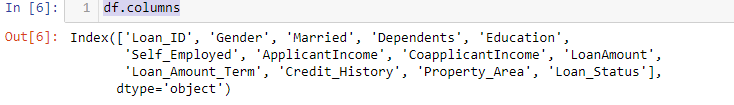 In [6]: 1 df.columns
Out[6]: Index(['Loan_ID', 'Gender', 'Married', 'Dependents', 'Education',
'Self_Employed', 'ApplicantIncome', 'CoapplicantIncome', 'LoanAmount',
'Loan_Amount_Term', 'Credit_History', 'Property_Area', 'Loan_Status'],
dtype='object')